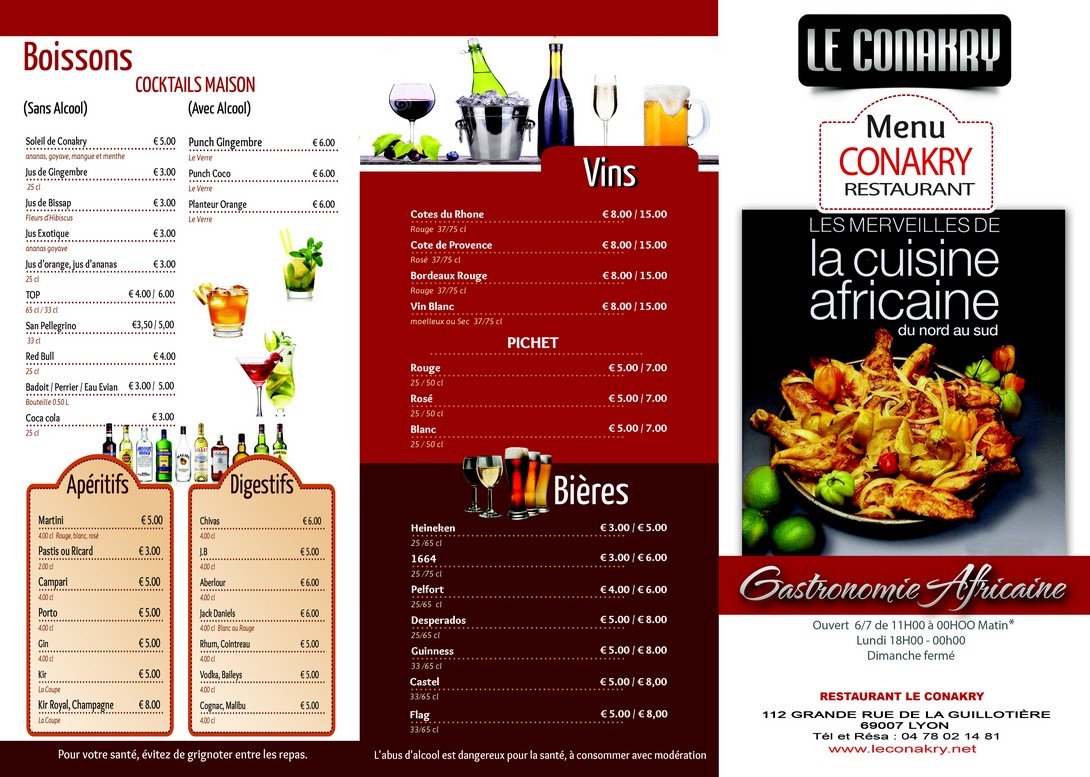 Boissons
COCKTAILS MAISON
(Sans Alcool)
(Avec Alcool)
Soleil de Conakry € 5.00
ananas, goyave, mangue et menthe
Jus de Gingembre € 3.00
25 cl
Jus de Bissap € 3.00
Fleurs d'Hibiscus
Jus Exotique € 3.00
ananas goyave
Jus d'orange, jus d'ananas € 3.00
25 cl
TOP € 4.00 / 6.00
65 cl / 33 cl
San Pellegrino €3,50 / 5,00
33 cl
Red Bull € 4.00
25 cl
Badoit / Perrier / Eau Evian € 3.00 / 5.00
Bouteille 0.50 L
Coca cola € 3.00
25 cl
Punch Gingembre € 6.00
Le Verre
Punch Coco € 6.00
Le Verre
Planteur Orange € 6.00
Le Verre
Apéritifs
Martini € 5.00
4.00 cl Rouge, blanc, rosé
Pastis ou Ricard € 3.00
2.00 cl
Campari € 5.00
4.00 cl
Porto € 5.00
4.00 cl
Gin € 5.00
4.00 cl
Kir € 5.00
La Coupe
Kir Royal, Champagne € 8.00
La Coupe
Digestifs
Chivas € 6.00
4.00 cl
J.B € 5.00
4.00 cl
Aberlour € 6.00
4.00 cl
Jack Daniels € 6.00
4.00 cl Blanc ou Rouge
Rhum, Cointreau € 5.00
4.00 cl
Vodka, Baileys € 5.00
4.00 cl
Cognac, Malibu € 5.00
4.00 cl
Pour votre santé, évitez de grignoter entre les repas.
Vins
Cotes du Rhone € 8.00 / 15.00
Rouge 37/75 cl
Cote de Provence € 8.00 / 15.00
Rosé 37/75 cl
Bordeaux Rouge € 8.00 / 15.00
Rouge 37/75 cl
Vin Blanc € 8.00 / 15.00
moelleux ou Sec 37/75 cl
PICHET
Rouge € 5.00 / 7.00
25 / 50 cl
Rosé € 5.00 / 7.00
25 / 50 cl
Blanc € 5.00 / 7.00
25 / 50 cl
Bières
Heineken € 3.00 / € 5.00
25 /65 cl
1664 € 3.00 / € 6.00
25 /75 cl
Pelfort € 4.00 / € 6.00
25/65 cl
Desperados € 5.00 / € 8.00
25/65 cl
Guinness € 5.00 / € 8.00
33 /65 cl
Castel € 5.00 / € 8,00
33/65 cl
Flag € 5.00 / € 8,00
33/65 cl
L'abus d'alcool est dangereux pour la santé, à consommer avec modération
LE CONAKRY
Menu
CONAKRY
RESTAURANT
LES MERVEILLES DE
la cuisine
africaine
du nord au sud
Gastronomie Africaine
Ouvert 6/7 de 11H00 à 00HOO Matin*
Lundi 18H00 - 00h00
Dimanche fermé
RESTAURANT LE CONAKRY
112 GRANDE RUE DE LA GUILLOTIÈRE
69007 LYON
Tél et Résa : 04 78 02 14 81
www.leconakry.net